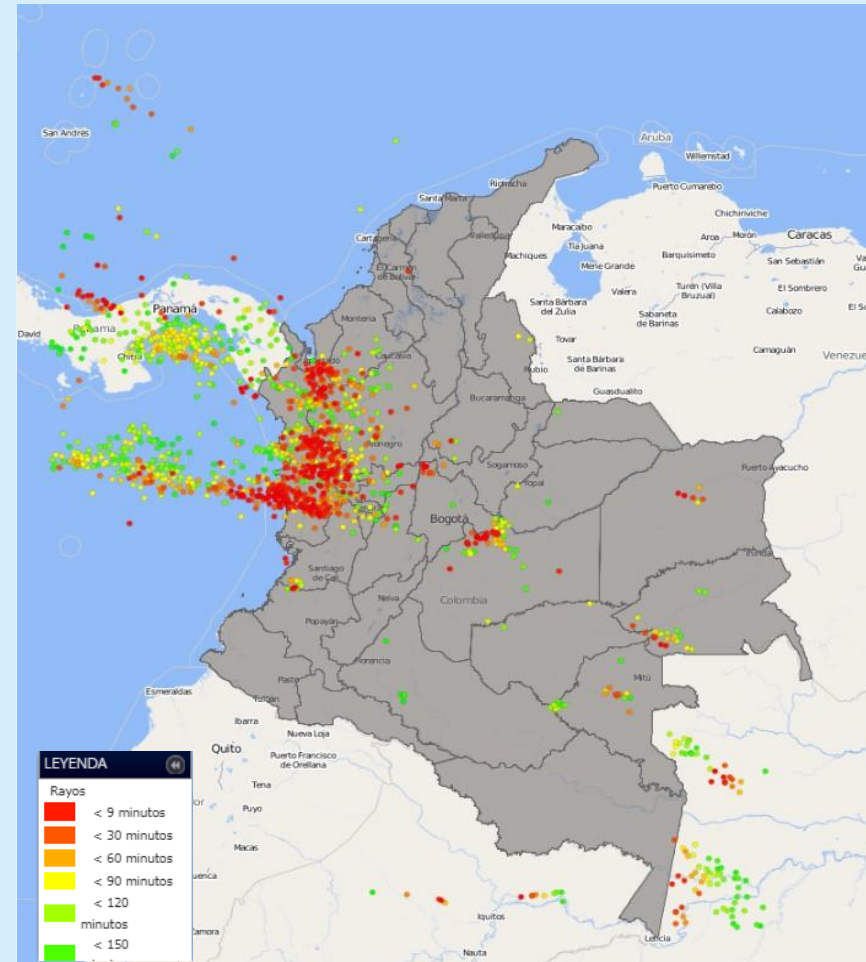 San Andrés
Aruba
Willemstad
Riohacha
Puerto Cumarebo
Santa Marta
Chichiriviche
Cartagena
Maracaibo
Valledupar
Caracas
Aroa
Morón
Tía Juana
Machiques
Barquisimeto
San Sebastián
El Carmen
de Bolívar
Mene Grande
Panamá
Santa Bárbara
del Zulia
Valera
Turén (Villa
Bruzual)
El Sombrero
Montería
Sabaneta
de Barinas
Calabozo
David
Panamá
Chitré
Tovar
Camaguán
Caucasia
Rubio
Santa Bárbara
de Barinas
Guasdualito
Bucaramanga
Sogamoso
Yopal
Puerto Ayacucho
Bogotá
Inírida
Santiago
de Cali
Neiva
Colombia
Popayán
Florencia
Mitú
Pasto
Esmeraldas
Ibarra
Nueva Loja
Quito
Puerto Francisco
de Orellana
Tena
Puyo
Macas
Iquitos
Leticia
Nauta
LEYENDA
Rayos
< 9 minutos
< 30 minutos
< 60 minutos
< 90 minutos
< 120
minutos
< 150